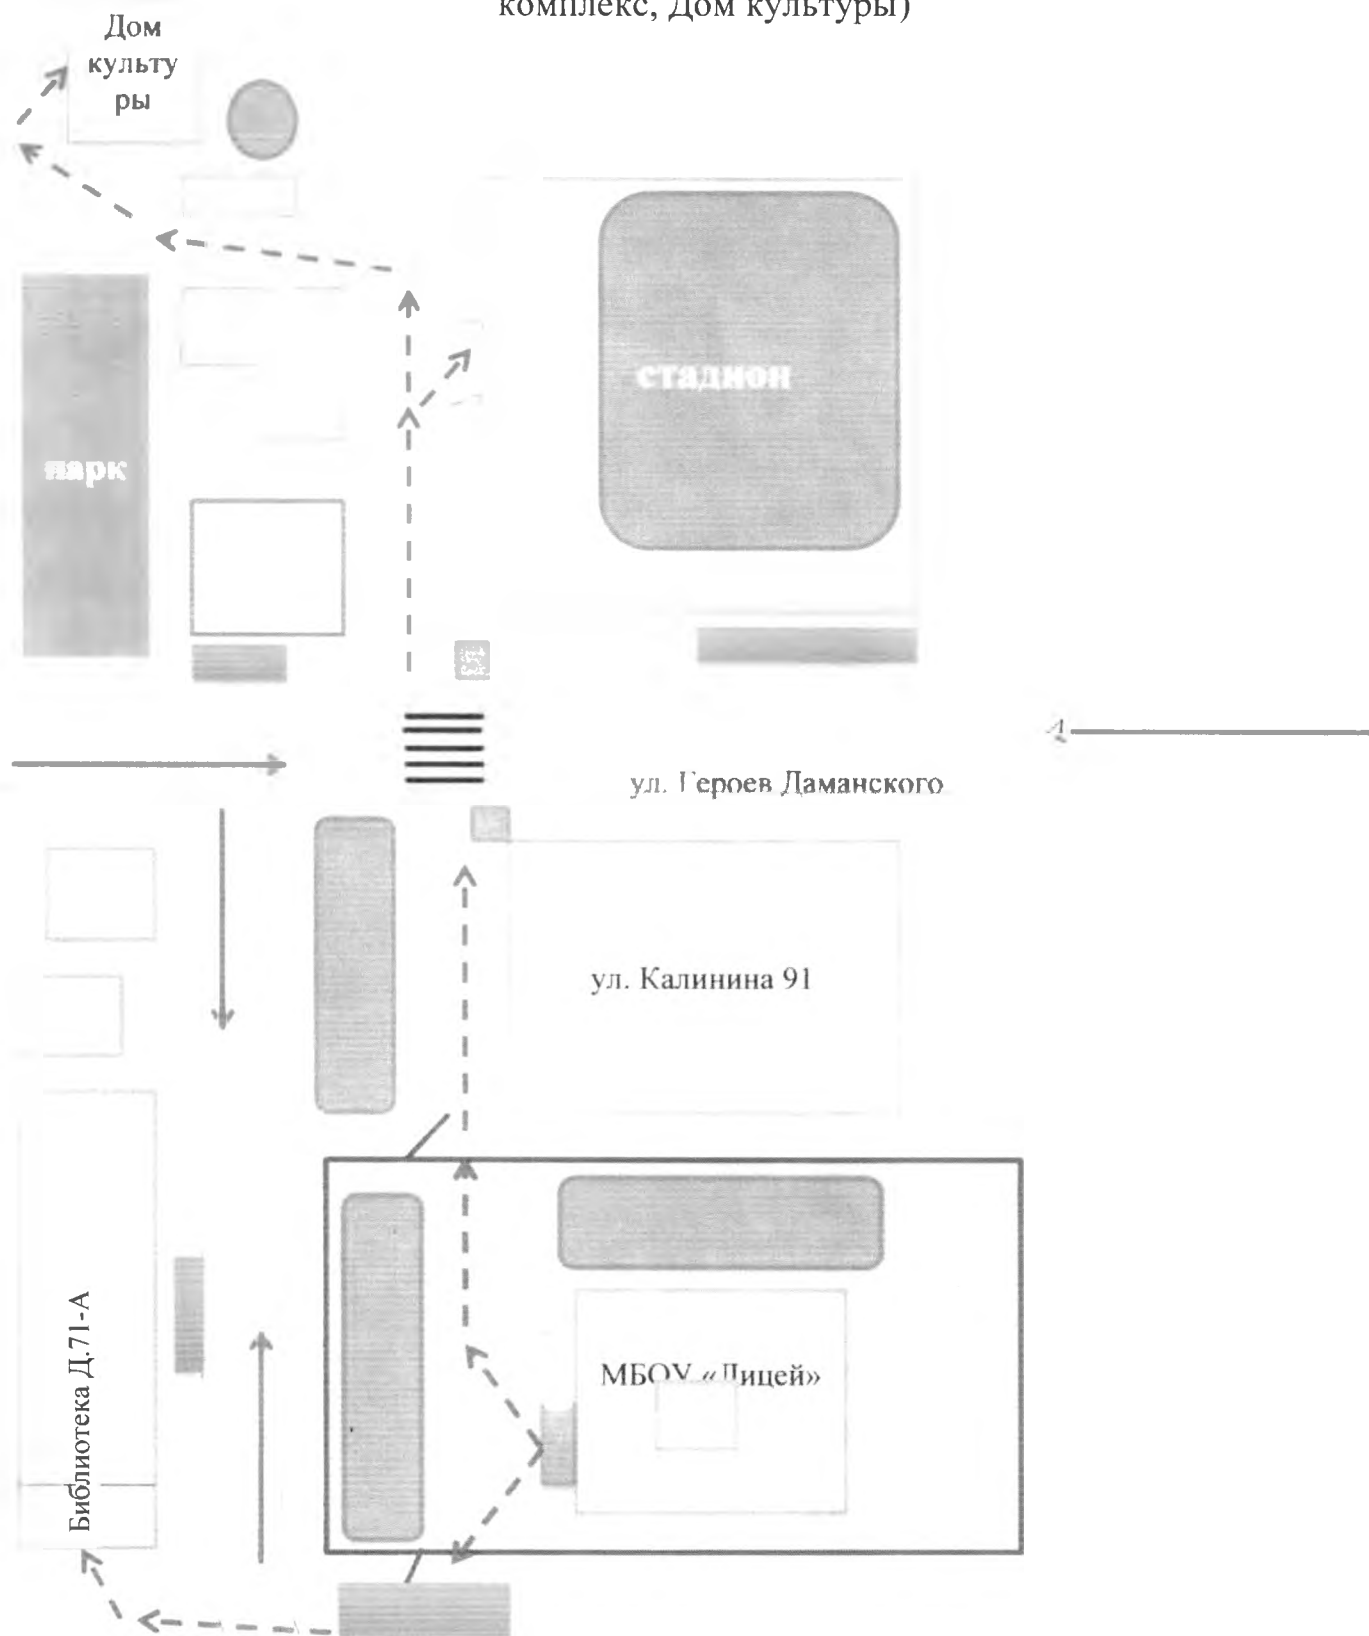 комплекс, Дом культуры)
Дом
культу
ры
стадион
парк
ул. Героев Даманского
ул. Калинина 91
МБОУ «Лицей»
Библиотека Д.71-А